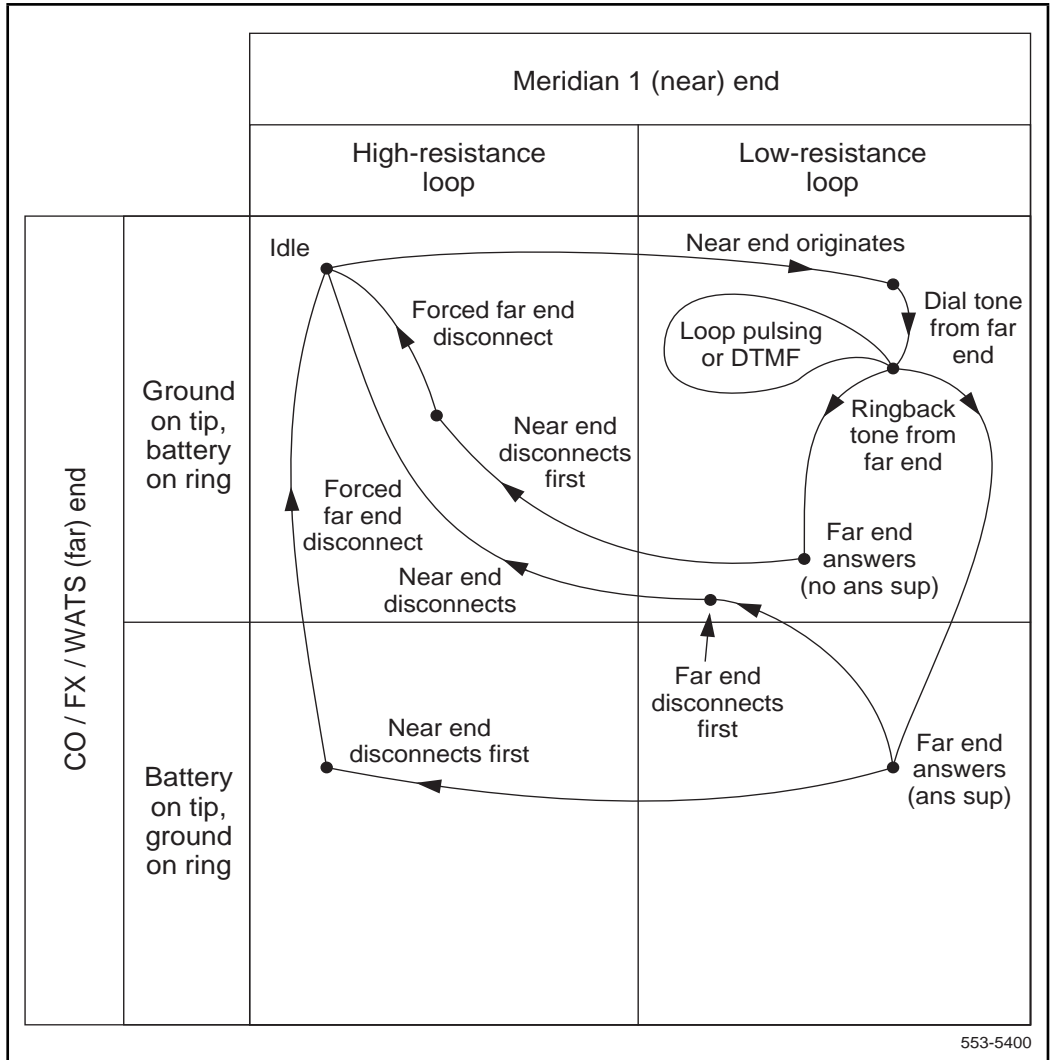 Meridian 1 (near) end
High-resistance
loop
Low-resistance
loop
CO / FX / WATS (far) end
Ground
on tip,
battery
on ring
Idle
Near end originates
Dial tone
from far
end
Loop pulsing
or DTMF
Forced far end
disconnect
Ringback
tone from
far end
Near end
disconnects
first
Forced
far end
disconnect
Far end
answers
(no ans sup)
Near end
disconnects
Battery
on tip,
ground
on ring
Far end
disconnects
first
Near end
disconnects first
Far end
answers
(ans sup)
553-5400